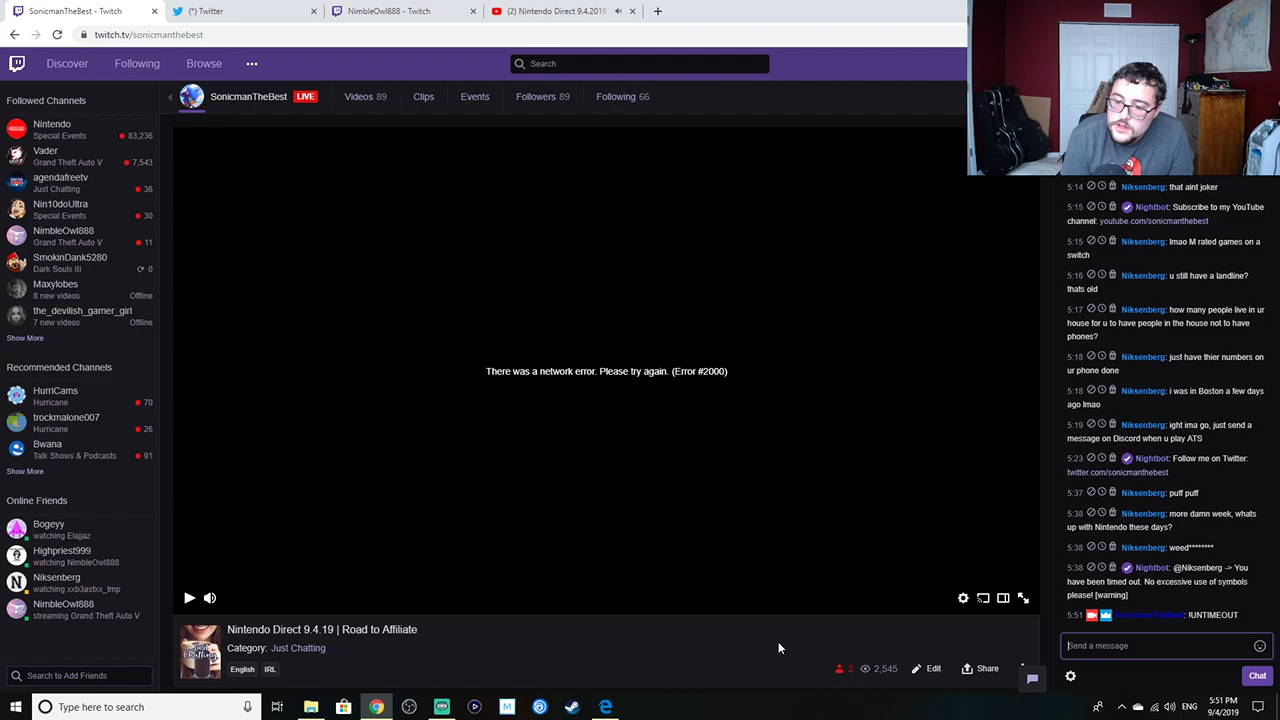 SonicmanTheBest - Twitch
(*) Twitter
NimbleOwl888 - Twitch
(2) Nintendo Direct 9.4.2019
twitch.tv/sonicmanthebest
Discover
Following
Browse
Search
Followed Channels
Nintendo
Special Events
83,236
Vader
Grand Theft Auto V
7,543
agendafreetv
Just Chatting
36
Nin10doUltra
Special Events
30
NimbleOwl888
Grand Theft Auto V
11
SmokinDank5280
Dark Souls III
0
Maxylobes
8 new videos
Offline
the_devilish_gamer_girl
7 new videos
Offline
Show More
Recommended Channels
HurriCams
Hurricane
70
trockmalone007
Hurricane
26
Bwana
Talk Shows & Podcasts
91
Show More
Online Friends
Bogeyy
watching Elajjaz
Highpriest999
watching NimbleOwl888
Niksenberg
watching xxb3astxx_tmp
NimbleOwl888
streaming Grand Theft Auto V
Search to Add Friends
SonicmanTheBest LIVE
Videos 89
Clips
Events
Followers 89
Following 66
There was a network error. Please try again. (Error #2000)
Nintendo Direct 9.4.19 | Road to Affiliate
Category: Just Chatting
English
IRL
2
2,545
Edit
Share
5:14 Niksenberg: that aint joker
5:15 Nightbot: Subscribe to my YouTube
channel: youtube.com/sonicmanthebest
5:15 Niksenberg: lmao M rated games on a
switch
5:16 Niksenberg: u still have a landline?
thats old
5:17 Niksenberg: how many people live in ur
house for u to have people in the house not to have
phones?
5:18 Niksenberg: just have thier numbers on
ur phone done
5:18 Niksenberg: i was in Boston a few days
ago lmao
5:19 Niksenberg: ight ima go, just send a
message on Discord when u play ATS
5:23 Nightbot: Follow me on Twitter:
twitter.com/sonicmanthebest
5:37 Niksenberg: puff puff
5:38 Niksenberg: more damn week, whats
up with Nintendo these days?
5:38 Niksenberg: weed********
5:38 Nightbot: @Niksenberg -> You
have been timed out. No excessive use of symbols
please! [warning]
5:51 SonicmanTheBest: !UNTIMEOUT
Send a message
Chat
Type here to search
5:51 PM
9/4/2019